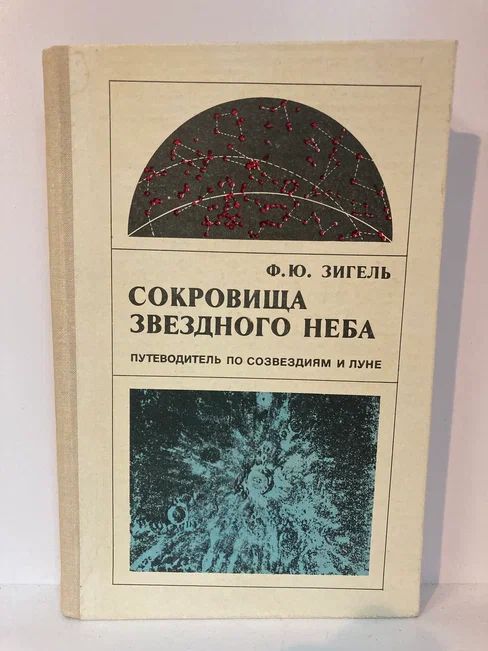 Ф.Ю. ЗИГЕЛЬ
СОКРОВИЩА
ЗВЕЗДНОГО НЕБА
ПУТЕВОДИТЕЛЬ ПО СОЗВЕЗДИЯМ И ЛУНЕ